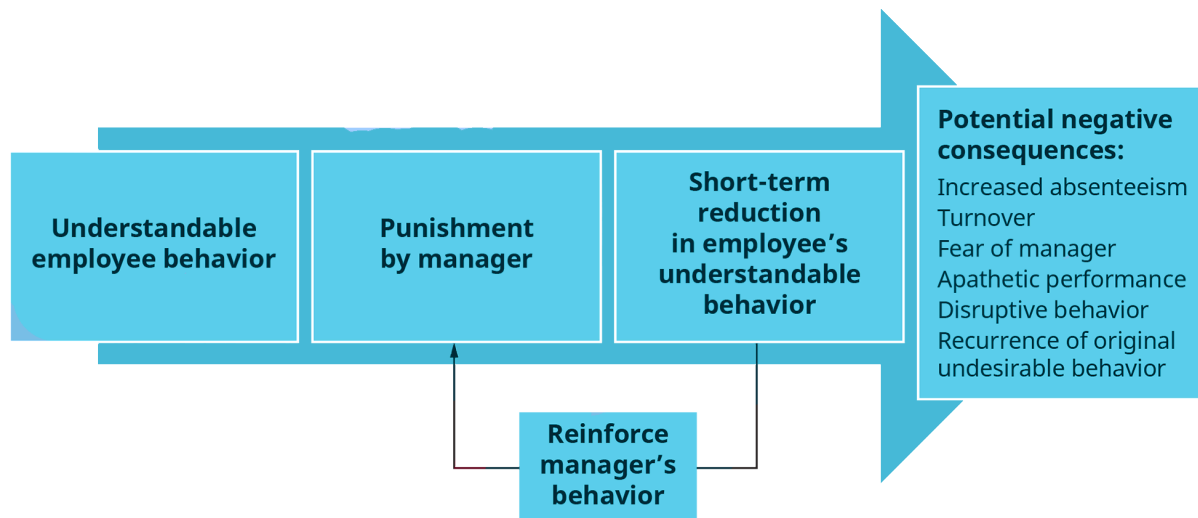 Understandable
employee behavior
Punishment
by manager
Short-term
reduction
in employee’s
understandable
behavior
Potential negative
consequences:
Increased absenteeism
Turnover
Fear of manager
Apathetic performance
Disruptive behavior
Recurrence of original
undesirable behavior
Reinforce
manager’s
behavior